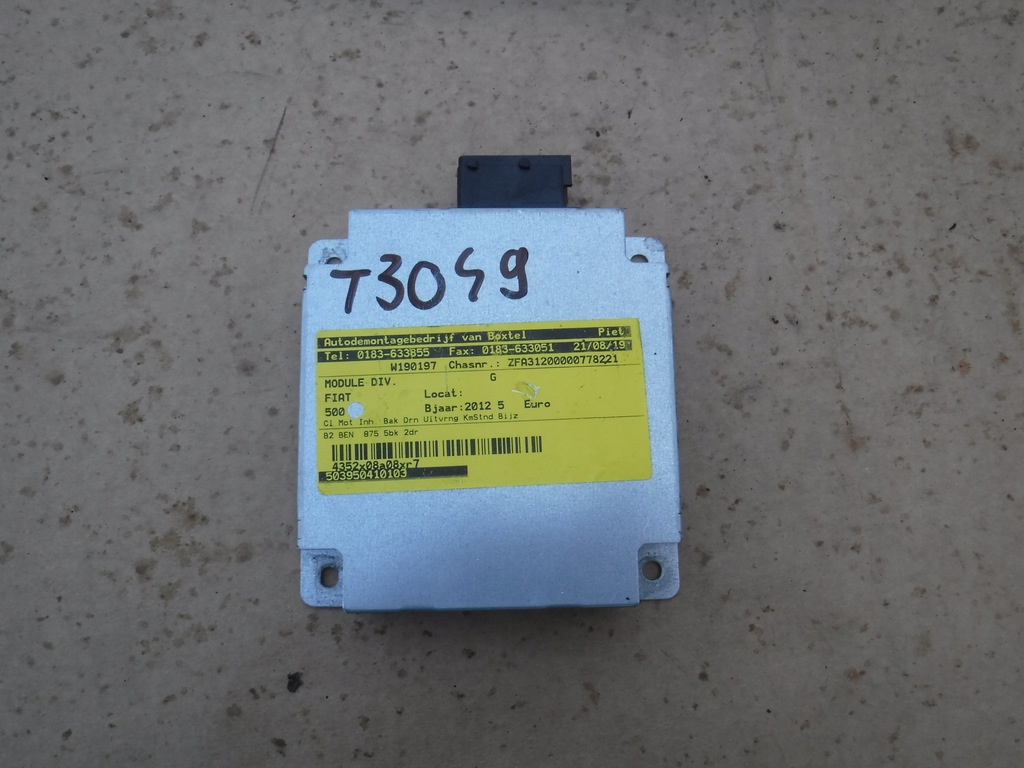 T3049
Autodemontagebedrijf van Boxtel Piet
Tel: 0183-633855 Fax: 0183-633051 21/08/19
W190197 Chasnr.: ZFA31200000778221
MODULE DIV. G
FIAT Locat:
500 Bjaar:2012 5 Euro
Cl Mot Inh Bak Drn Uitvrng KmStnd Bijz
82 BEN 875 5bk 2dr
4352x08a08xr7
503950410103